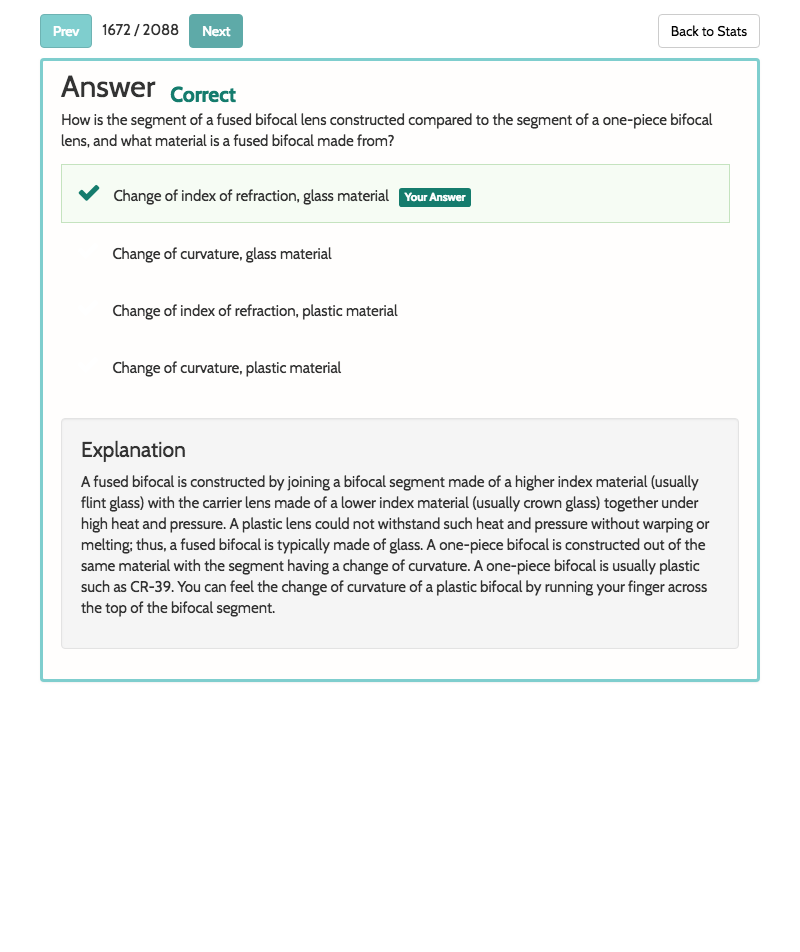 Prev 1672 / 2088 Next Back to Stats
Answer Correct
How is the segment of a fused bifocal lens constructed compared to the segment of a one-piece bifocal
lens, and what material is a fused bifocal made from?
Change of index of refraction, glass material Your Answer
Change of curvature, glass material
Change of index of refraction, plastic material
Change of curvature, plastic material
Explanation
A fused bifocal is constructed by joining a bifocal segment made of a higher index material (usually
flint glass) with the carrier lens made of a lower index material (usually crown glass) together under
high heat and pressure. A plastic lens could not withstand such heat and pressure without warping or
melting; thus, a fused bifocal is typically made of glass. A one-piece bifocal is constructed out of the
same material with the segment having a change of curvature. A one-piece bifocal is usually plastic
such as CR-39. You can feel the change of curvature of a plastic bifocal by running your finger across
the top of the bifocal segment.